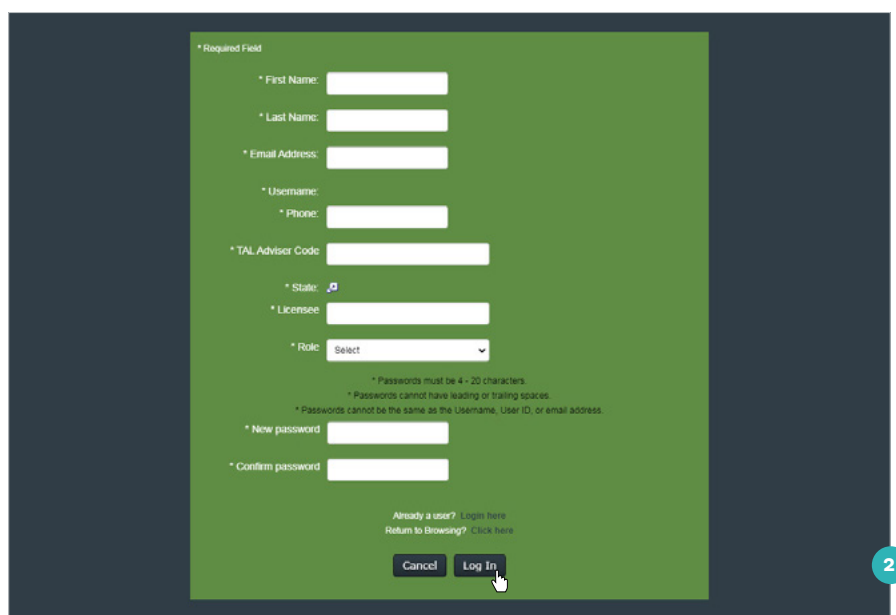 * Required Field
* First Name:
* Last Name:
* Email Address:
* Username:
* Phone:
* TAL Adviser Code
* State:
* Licensee
* Role Select
* Passwords must be 4 - 20 characters.
* Passwords cannot have leading or trailing spaces.
* Passwords cannot be the same as the Username, User ID, or email address.
* New password
* Confirm password
Already a user? Login here
Return to Browsing? Click here
Cancel Log In
2